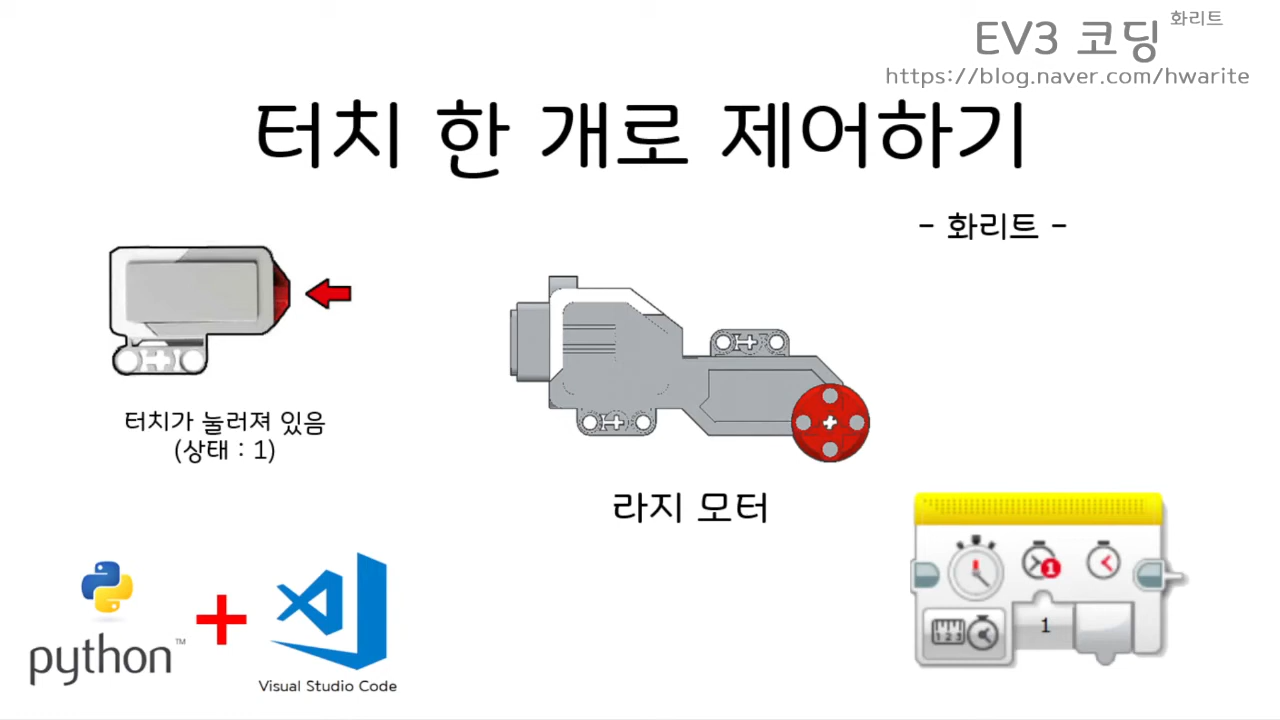 화리트
EV3 코딩
https://blog.naver.com/hwarite
터치 한 개로 제어하기
- 화리트 -
터치가 눌러져 있음
(상태 : 1)
라지 모터
python™
Visual Studio Code
1
1